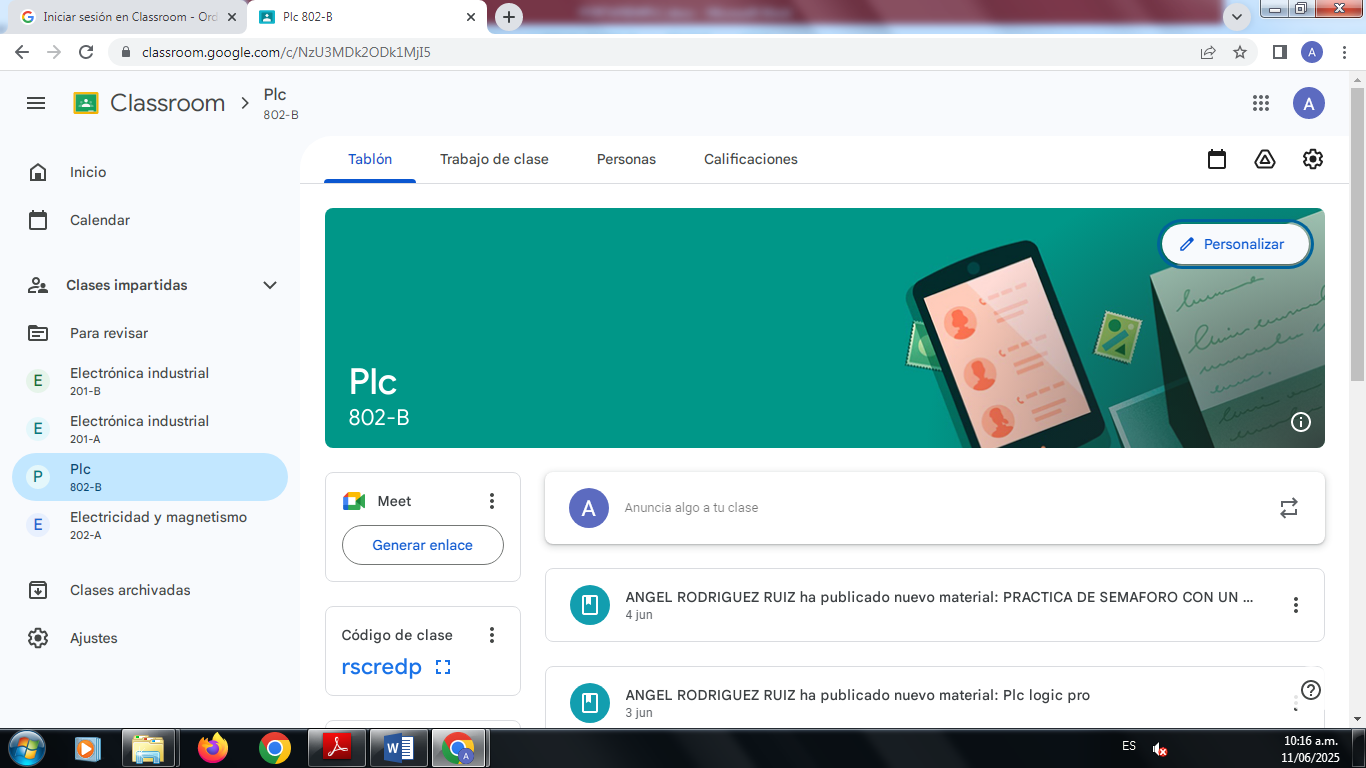 Iniciar sesión en Classroom - Ord
Plc 802-B
classroom.google.com/c/NzU3MDk2ODk1MjI5
A
Classroom
Plc
802-B
A
Inicio
Calendar
Clases impartidas
Para revisar
E
Electrónica industrial
201-B
E
Electrónica industrial
201-A
P
Plc
802-B
E
Electricidad y magnetismo
202-A
Clases archivadas
Ajustes
Tablón
Trabajo de clase
Personas
Calificaciones
Personalizar
Plc
802-B
Meet
Generar enlace
Código de clase
rscredp
A
Anuncia algo a tu clase
ANGEL RODRIGUEZ RUIZ ha publicado nuevo material: PRACTICA DE SEMAFORO CON UN ...
4 jun
ANGEL RODRIGUEZ RUIZ ha publicado nuevo material: Plc logic pro
3 jun
ES
10:16 a.m.
11/06/2025